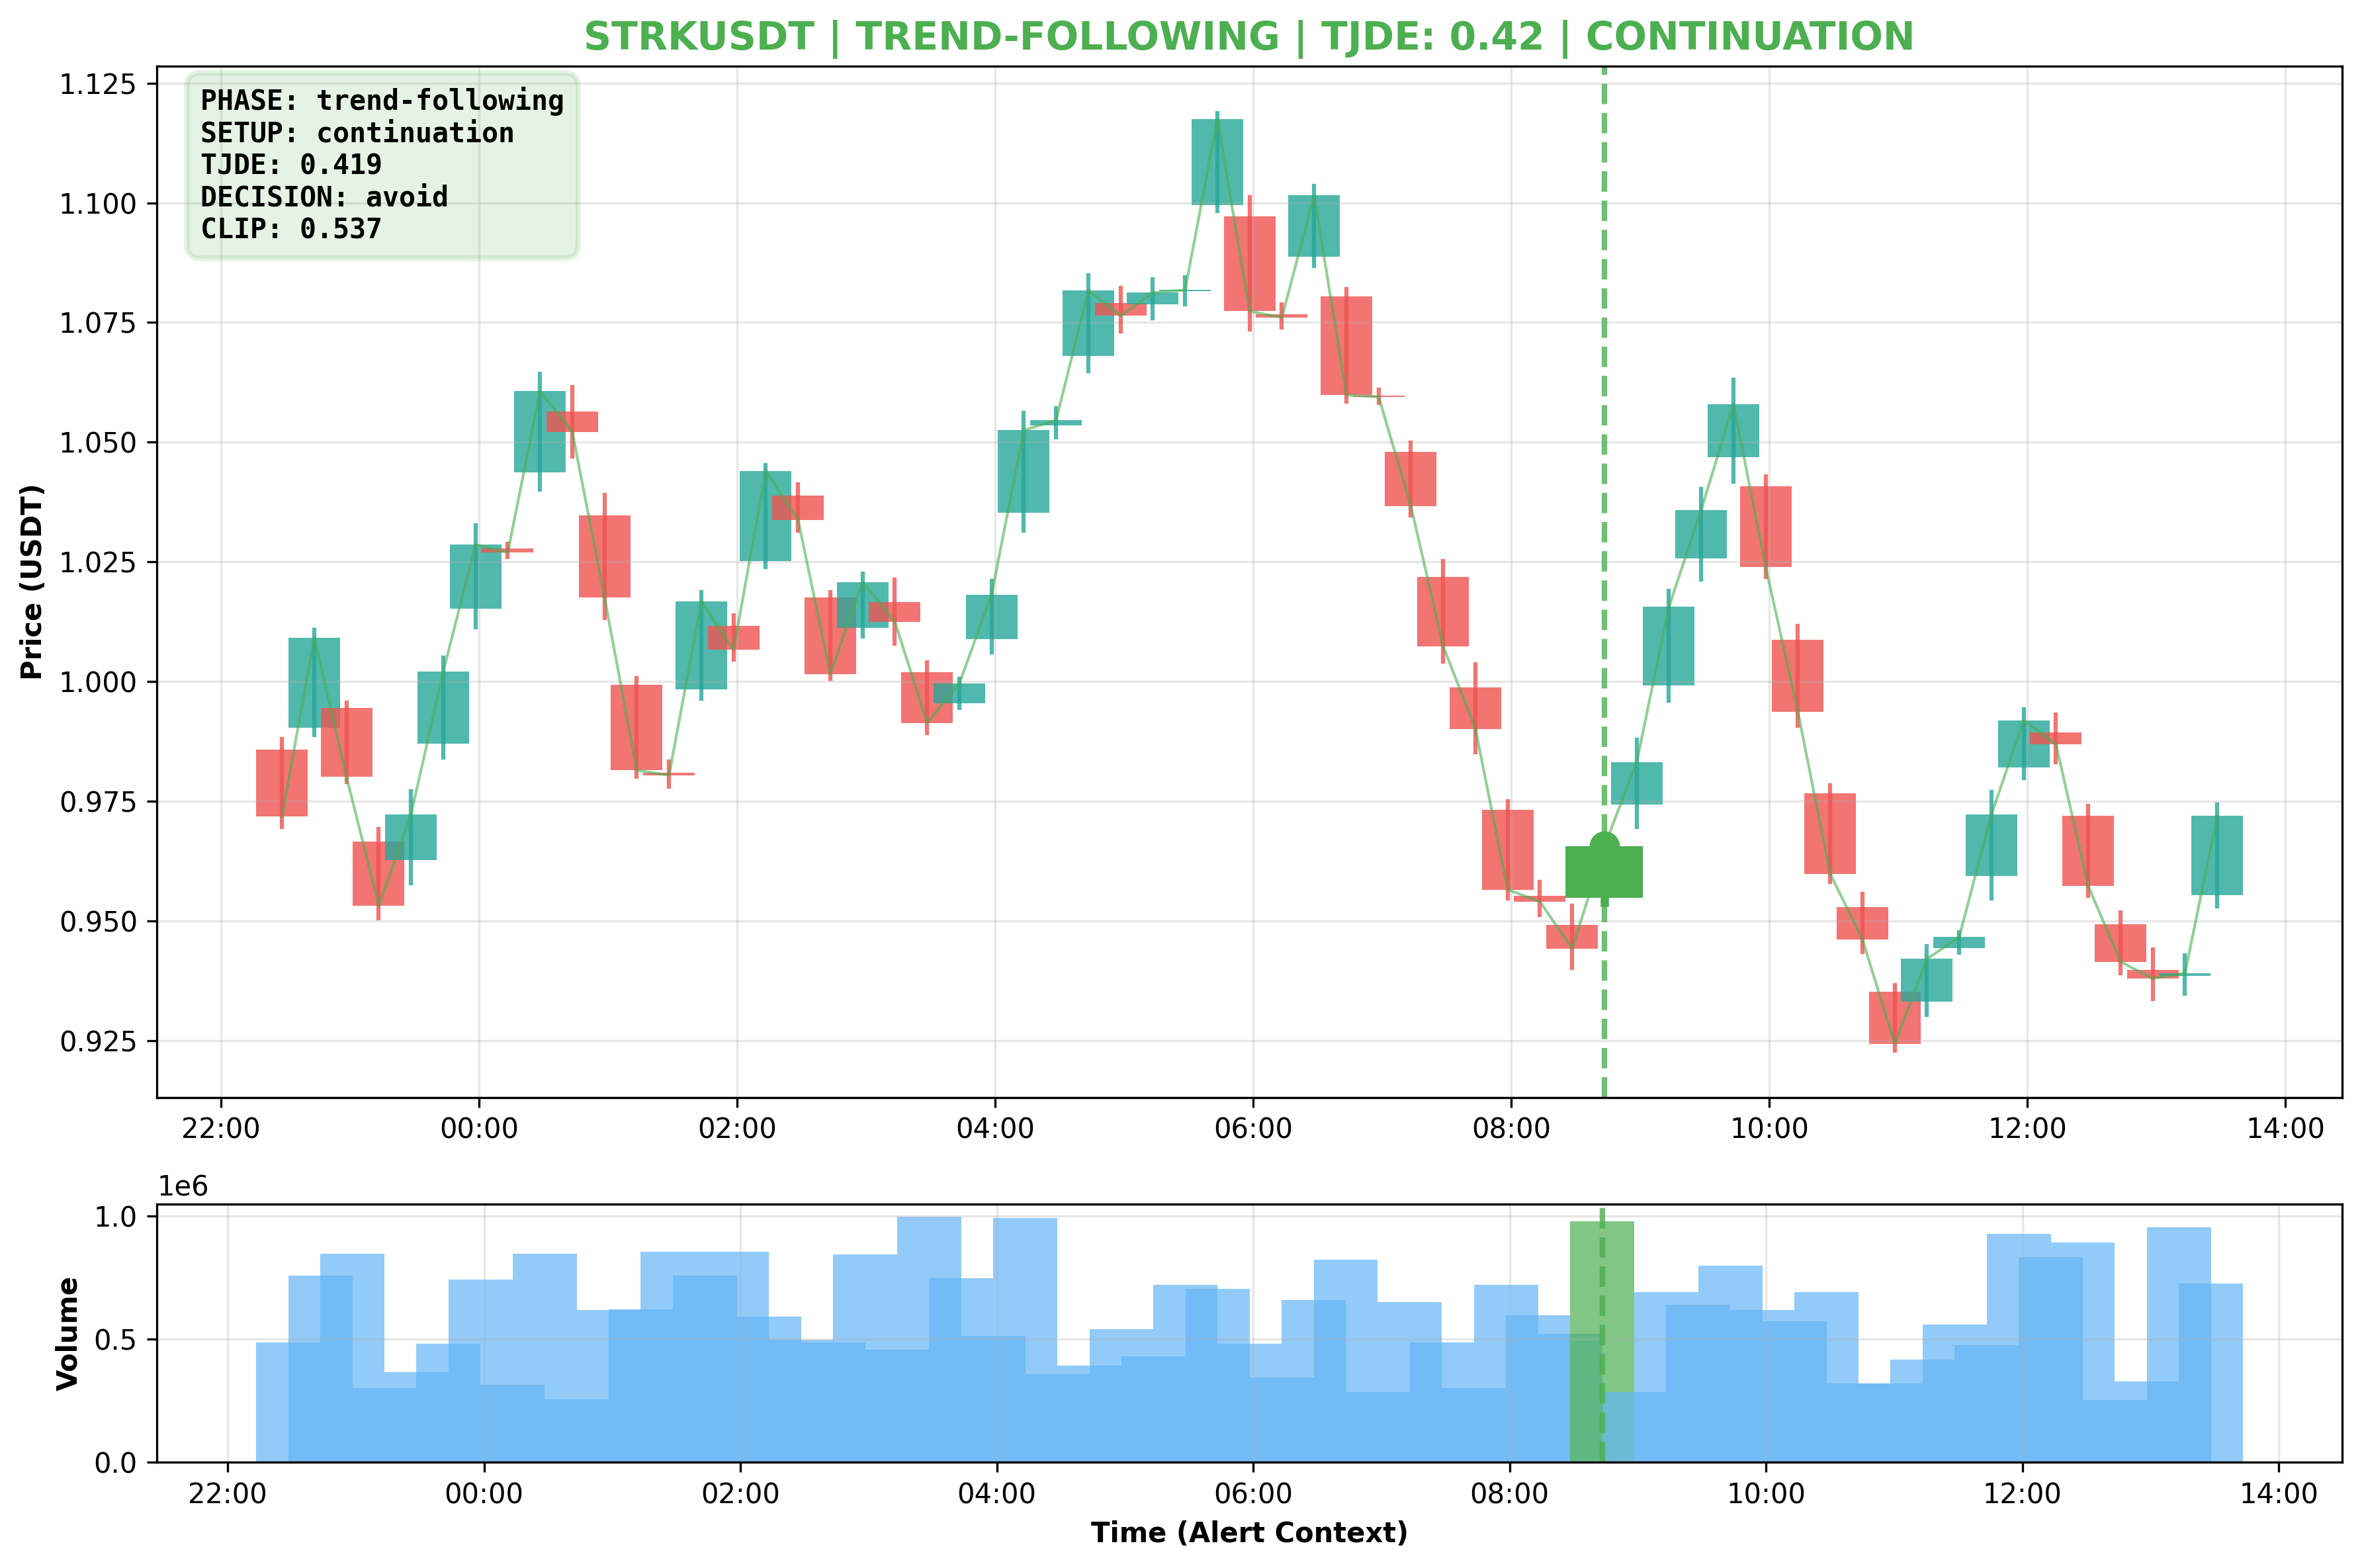 STRKUSDT | TREND-FOLLOWING | TJDE: 0.42 | CONTINUATION
PHASE: trend-following
SETUP: continuation
TJDE: 0.419
DECISION: avoid
CLIP: 0.537
Price (USDT)
1.125
1.100
1.075
1.050
1.025
1.000
0.975
0.950
0.925
22:00 00:00 02:00 04:00 06:00 08:00 10:00 12:00 14:00
1e6
Volume
1.0
0.5
0.0
22:00 00:00 02:00 04:00 06:00 08:00 10:00 12:00 14:00
Time (Alert Context)